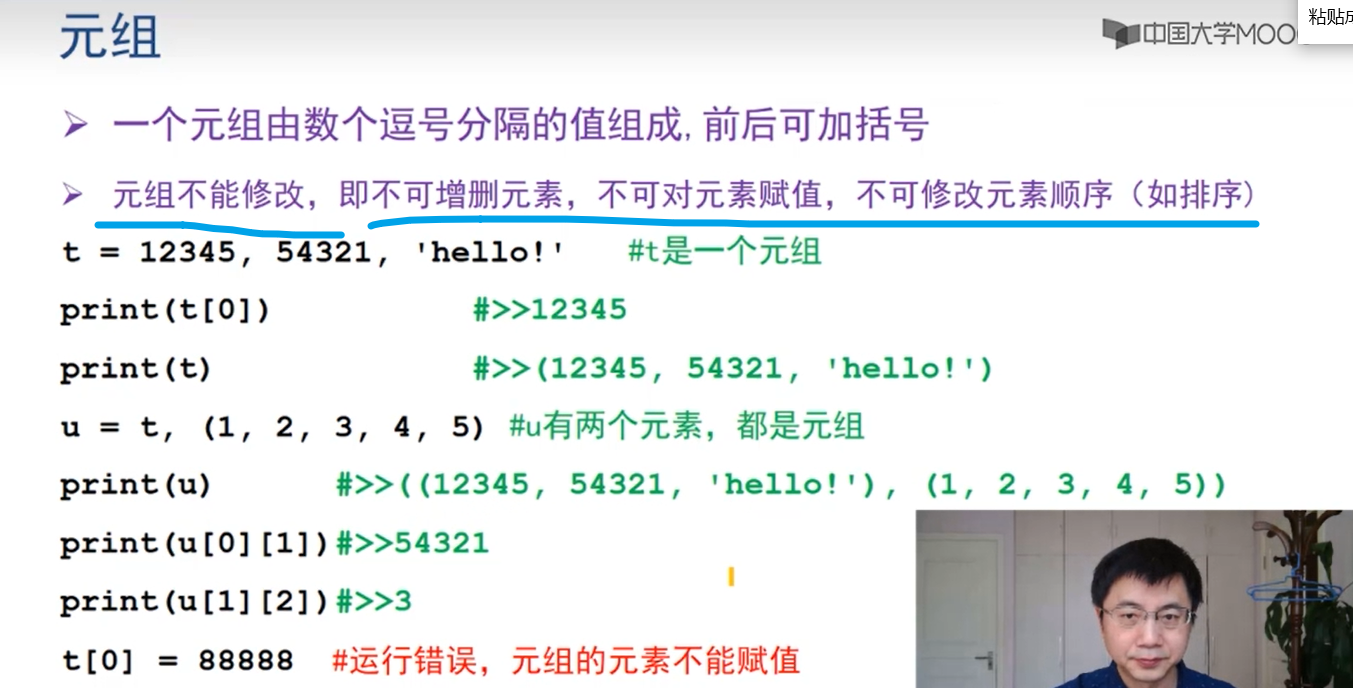 元组
中国大学MOO
粘贴成
➢ 一个元组由数个逗号分隔的值组成,前后可加括号
➢ 元组不能修改，即不可增删元素，不可对元素赋值，不可修改元素顺序（如排序）
t = 12345, 54321, 'hello!' #t是一个元组
print(t[0]) #>>12345
print(t) #>>(12345, 54321, 'hello!')
u = t, (1, 2, 3, 4, 5) #u有两个元素，都是元组
print(u) #>>((12345, 54321, 'hello!'), (1, 2, 3, 4, 5))
print(u[0][1])#>>54321
print(u[1][2])#>>3
t[0] = 88888 #运行错误，元组的元素不能赋值